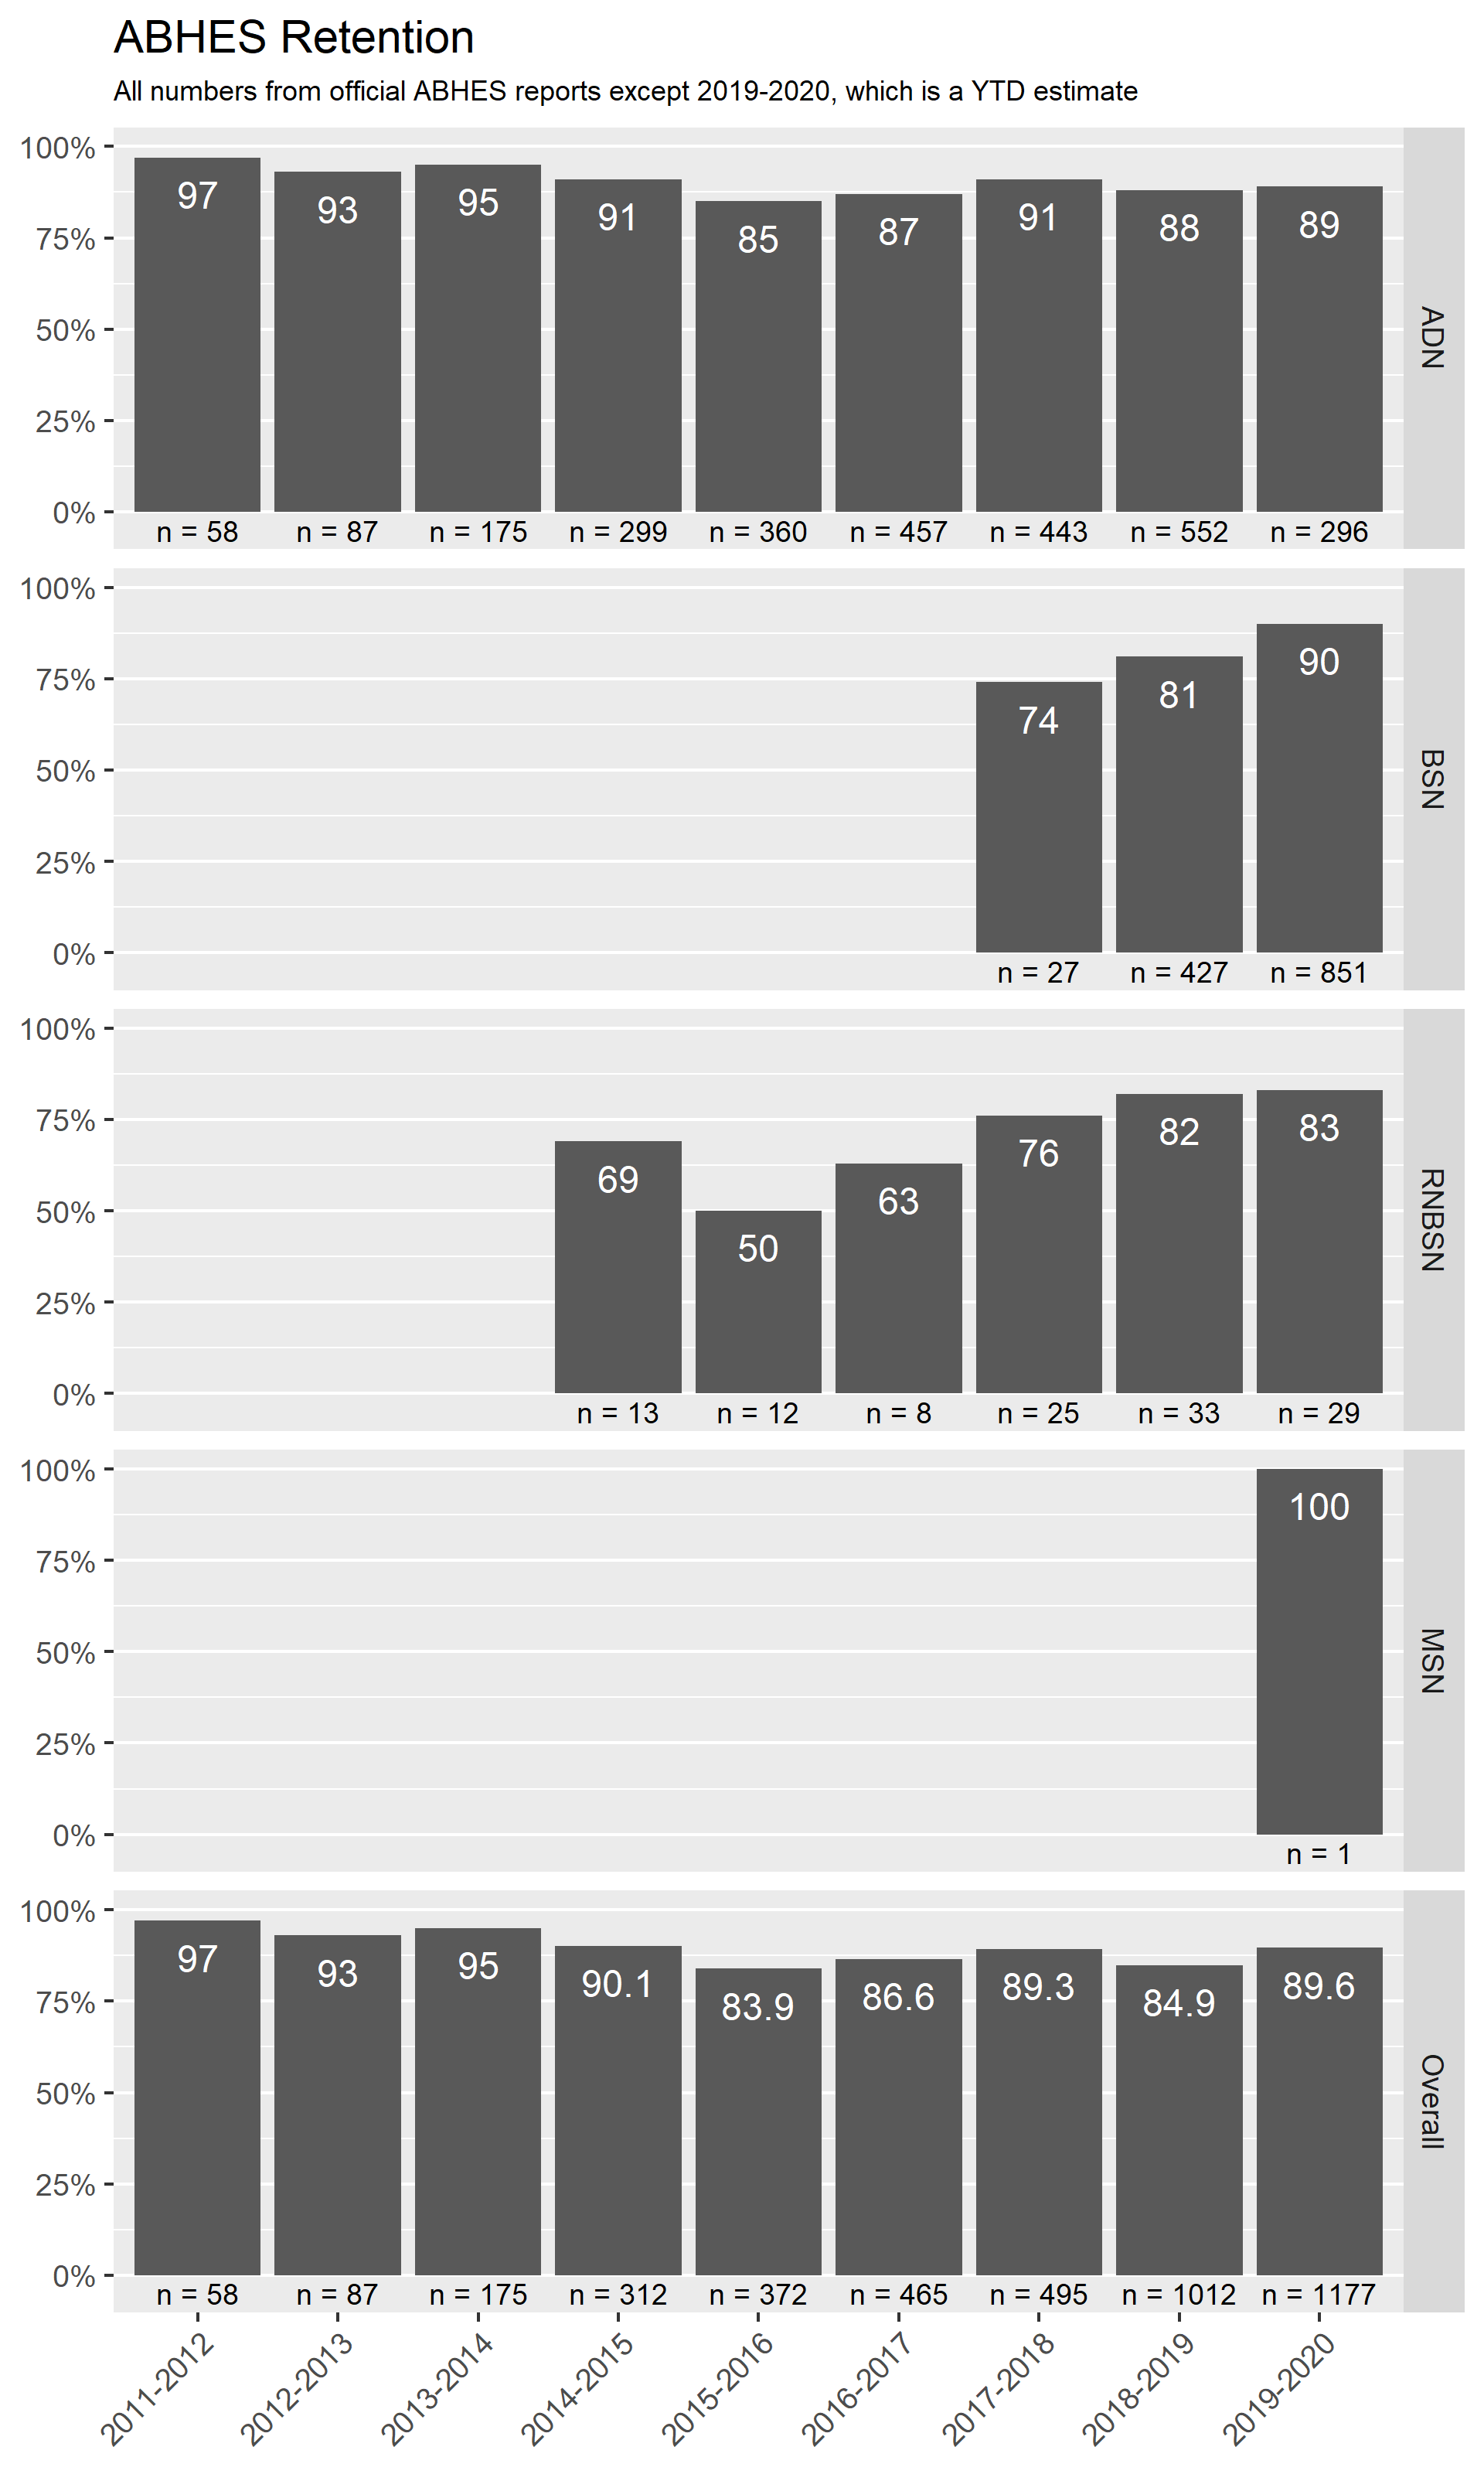 ABHES Retention
All numbers from official ABHES reports except 2019-2020, which is a YTD estimate
100%
75%
50%
25%
0%
97 93 95 91 85 87 91 88 89
n = 58 n = 87 n = 175 n = 299 n = 360 n = 457 n = 443 n = 552 n = 296
ADN
100%
75%
50%
25%
0%
74 81 90
n = 27 n = 427 n = 851
BSN
100%
75%
50%
25%
0%
69 50 63 76 82 83
n = 13 n = 12 n = 8 n = 25 n = 33 n = 29
RNBSN
100%
75%
50%
25%
0%
100
n = 1
MSN
100%
75%
50%
25%
0%
97 93 95 90.1 83.9 86.6 89.3 84.9 89.6
n = 58 n = 87 n = 175 n = 312 n = 372 n = 465 n = 495 n = 1012 n = 1177
Overall
2011-2012 2012-2013 2013-2014 2014-2015 2015-2016 2016-2017 2017-2018 2018-2019 2019-2020